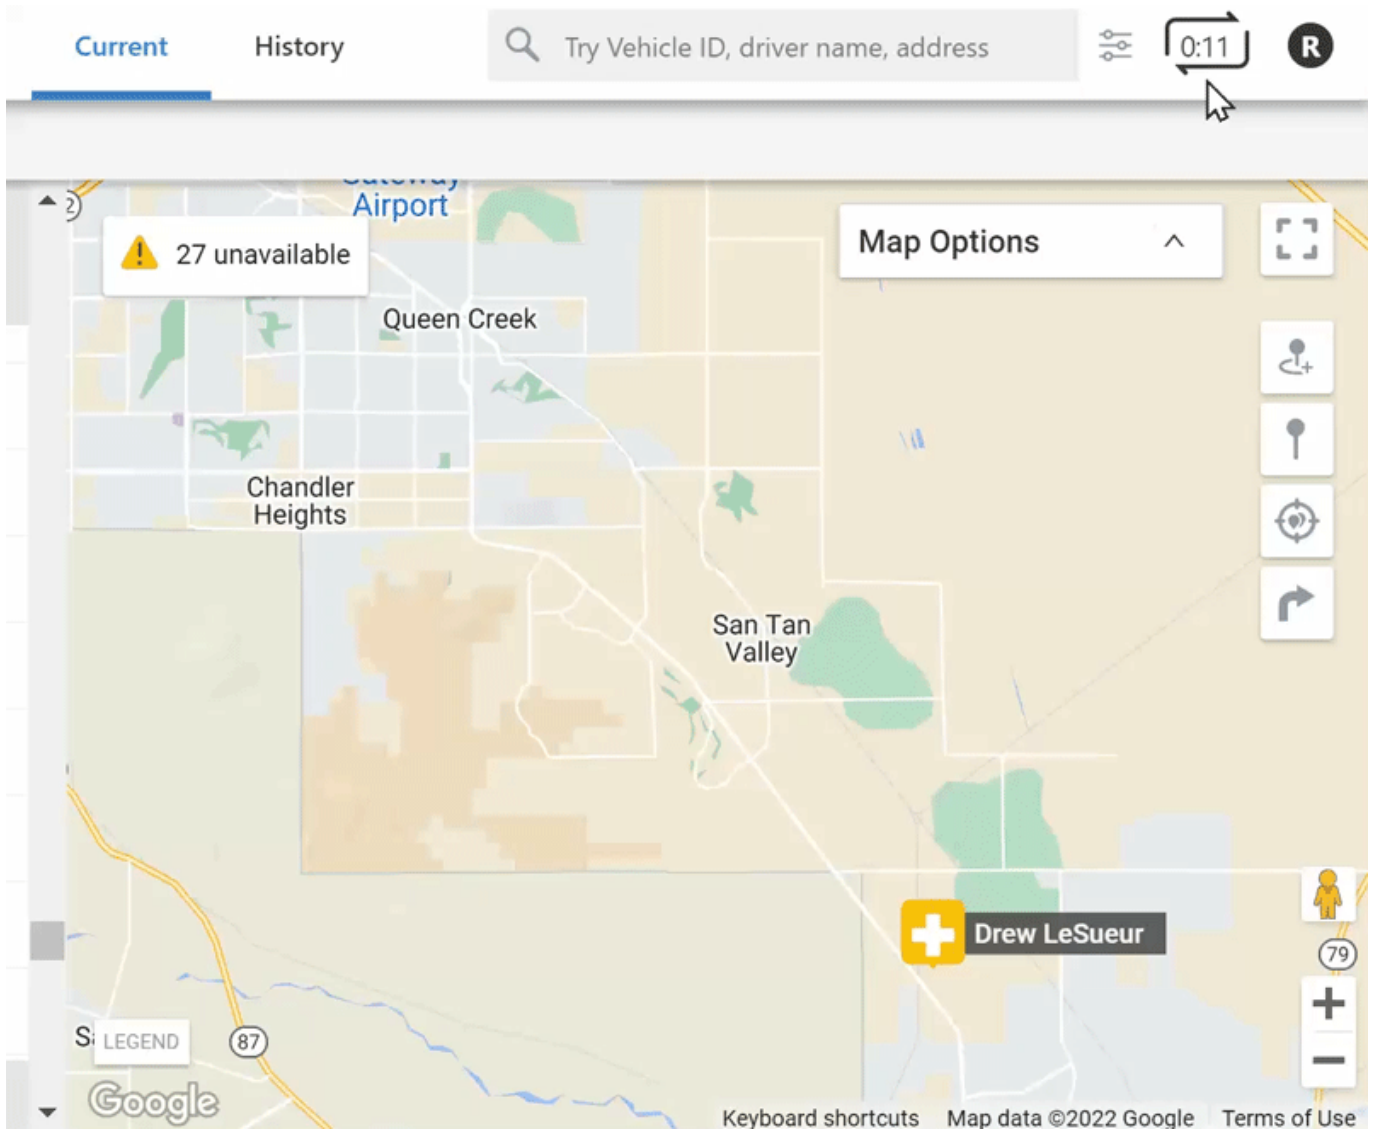 Current
History
Try Vehicle ID, driver name, address
0:11
R
Gateway
Airport
27 unavailable
Map Options
Queen Creek
Chandler
Heights
San Tan
Valley
Drew LeSueur
79
LEGEND
87
Google
Keyboard shortcuts
Map data ©2022 Google
Terms of Use